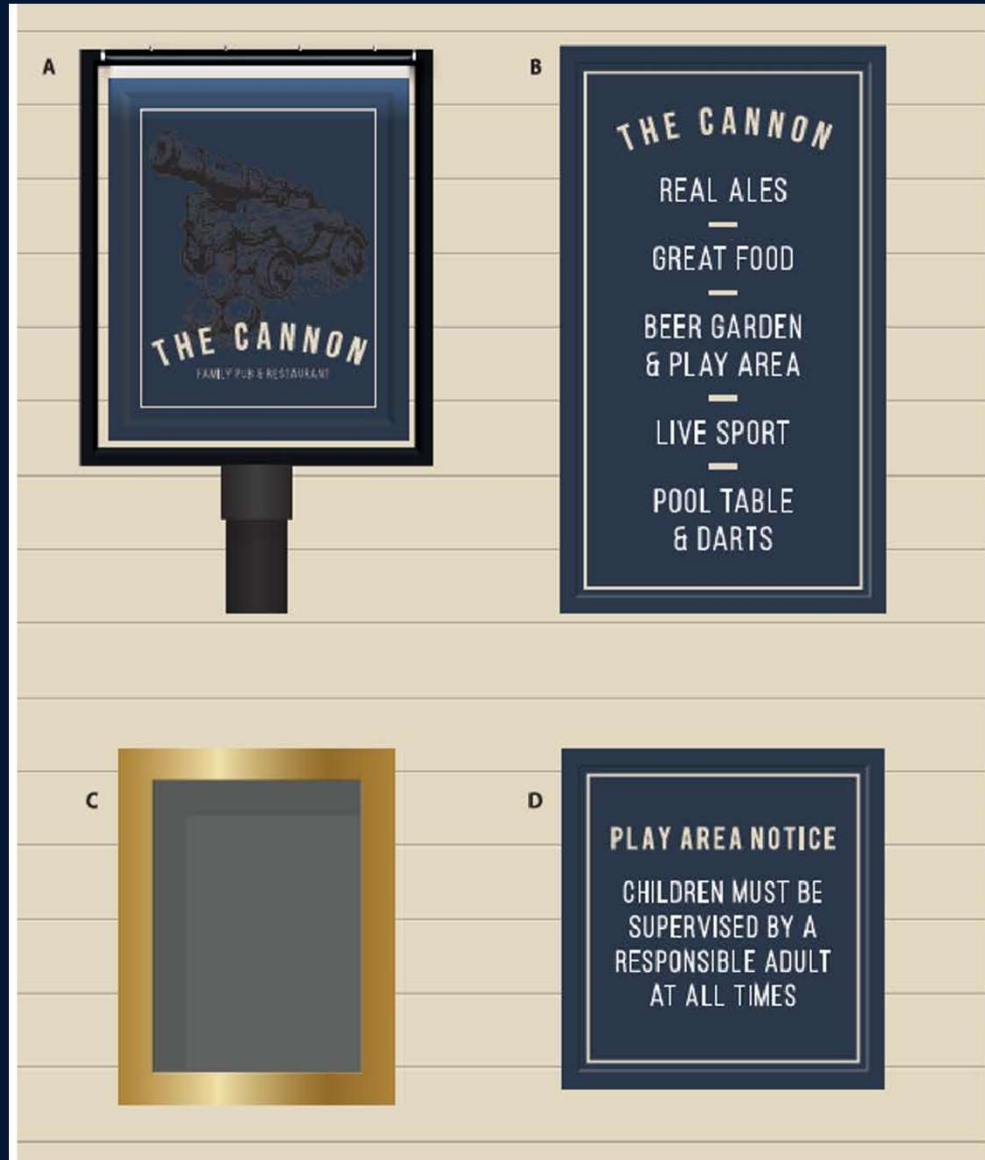 A
THE CANNON
FAMILY PUB & RESTAURANT
B
THE CANNON
REAL ALES
GREAT FOOD
BEER GARDEN
& PLAY AREA
LIVE SPORT
POOL TABLE
& DARTS
C
D
PLAY AREA NOTICE
CHILDREN MUST BE
SUPERVISED BY A
RESPONSIBLE ADULT
AT ALL TIMES